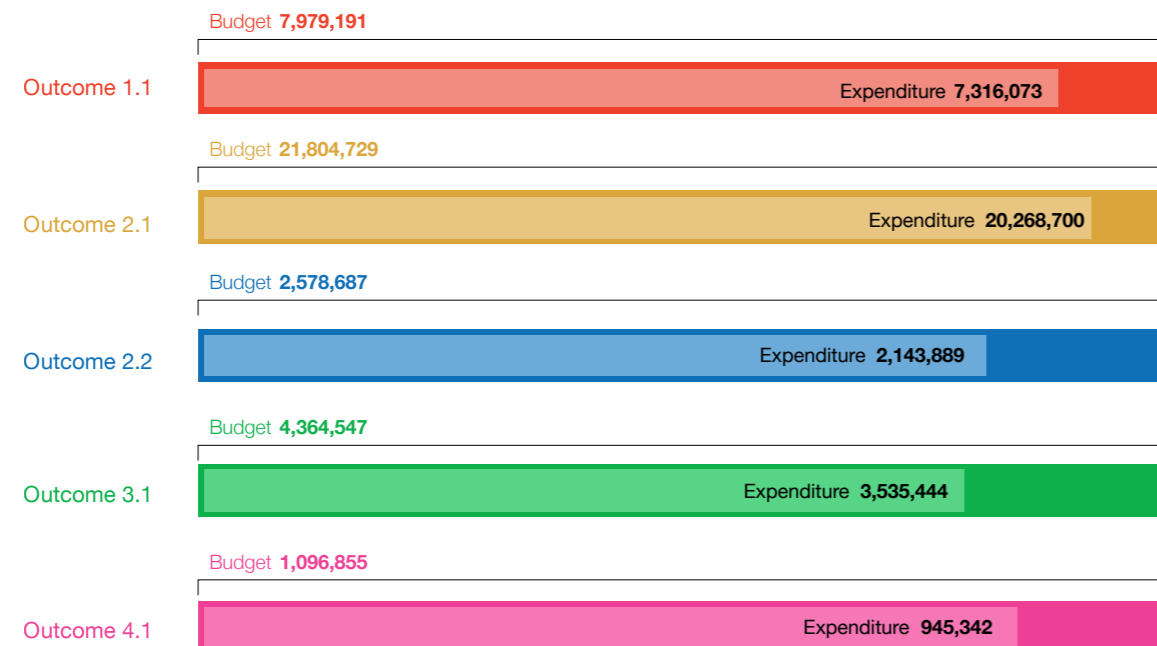 Budget 7,979,191
Outcome 1.1
Expenditure 7,316,073
Budget 21,804,729
Outcome 2.1
Expenditure 20,268,700
Budget 2,578,687
Outcome 2.2
Expenditure 2,143,889
Budget 4,364,547
Outcome 3.1
Expenditure 3,535,444
Budget 1,096,855
Outcome 4.1
Expenditure 945,342